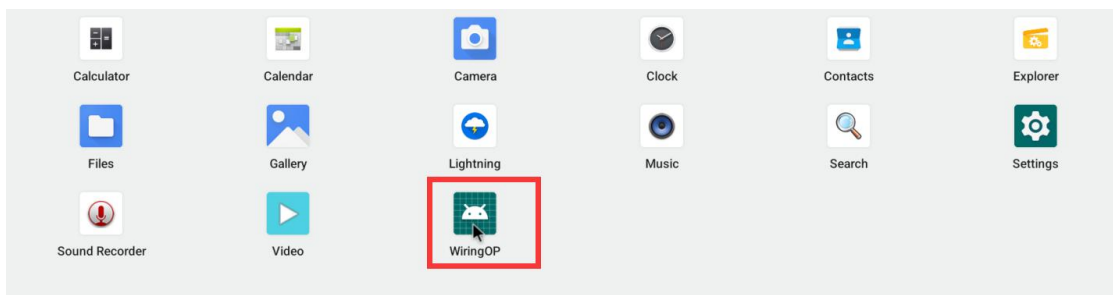 Calculator
Calendar
Camera
Clock
Contacts
Explorer
Files
Gallery
Lightning
Music
Search
Settings
Sound Recorder
Video
WiringOP